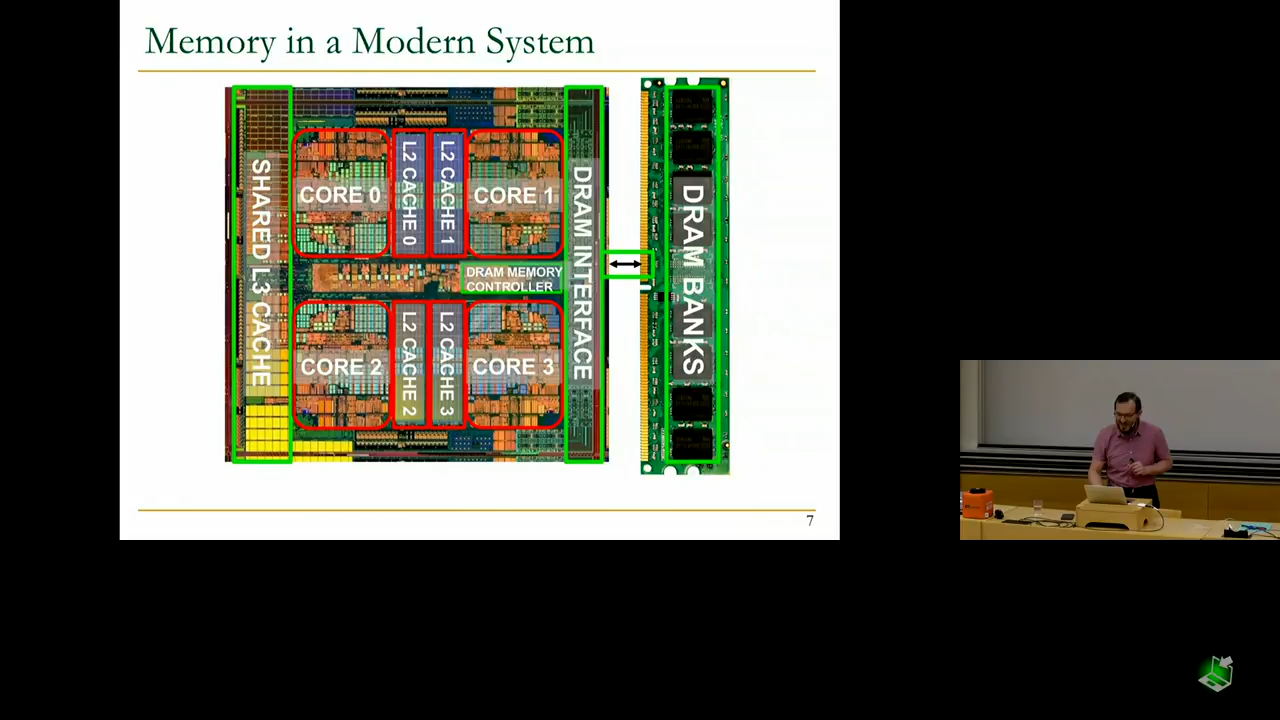 Memory in a Modern System
SHARED L3 CACHE
CORE 0
L2 CACHE 0
L2 CACHE 1
CORE 1
DRAM MEMORY
CONTROLLER
CORE 2
L2 CACHE 2
L2 CACHE 3
CORE 3
DRAM INTERFACE
DRAM BANKS
7